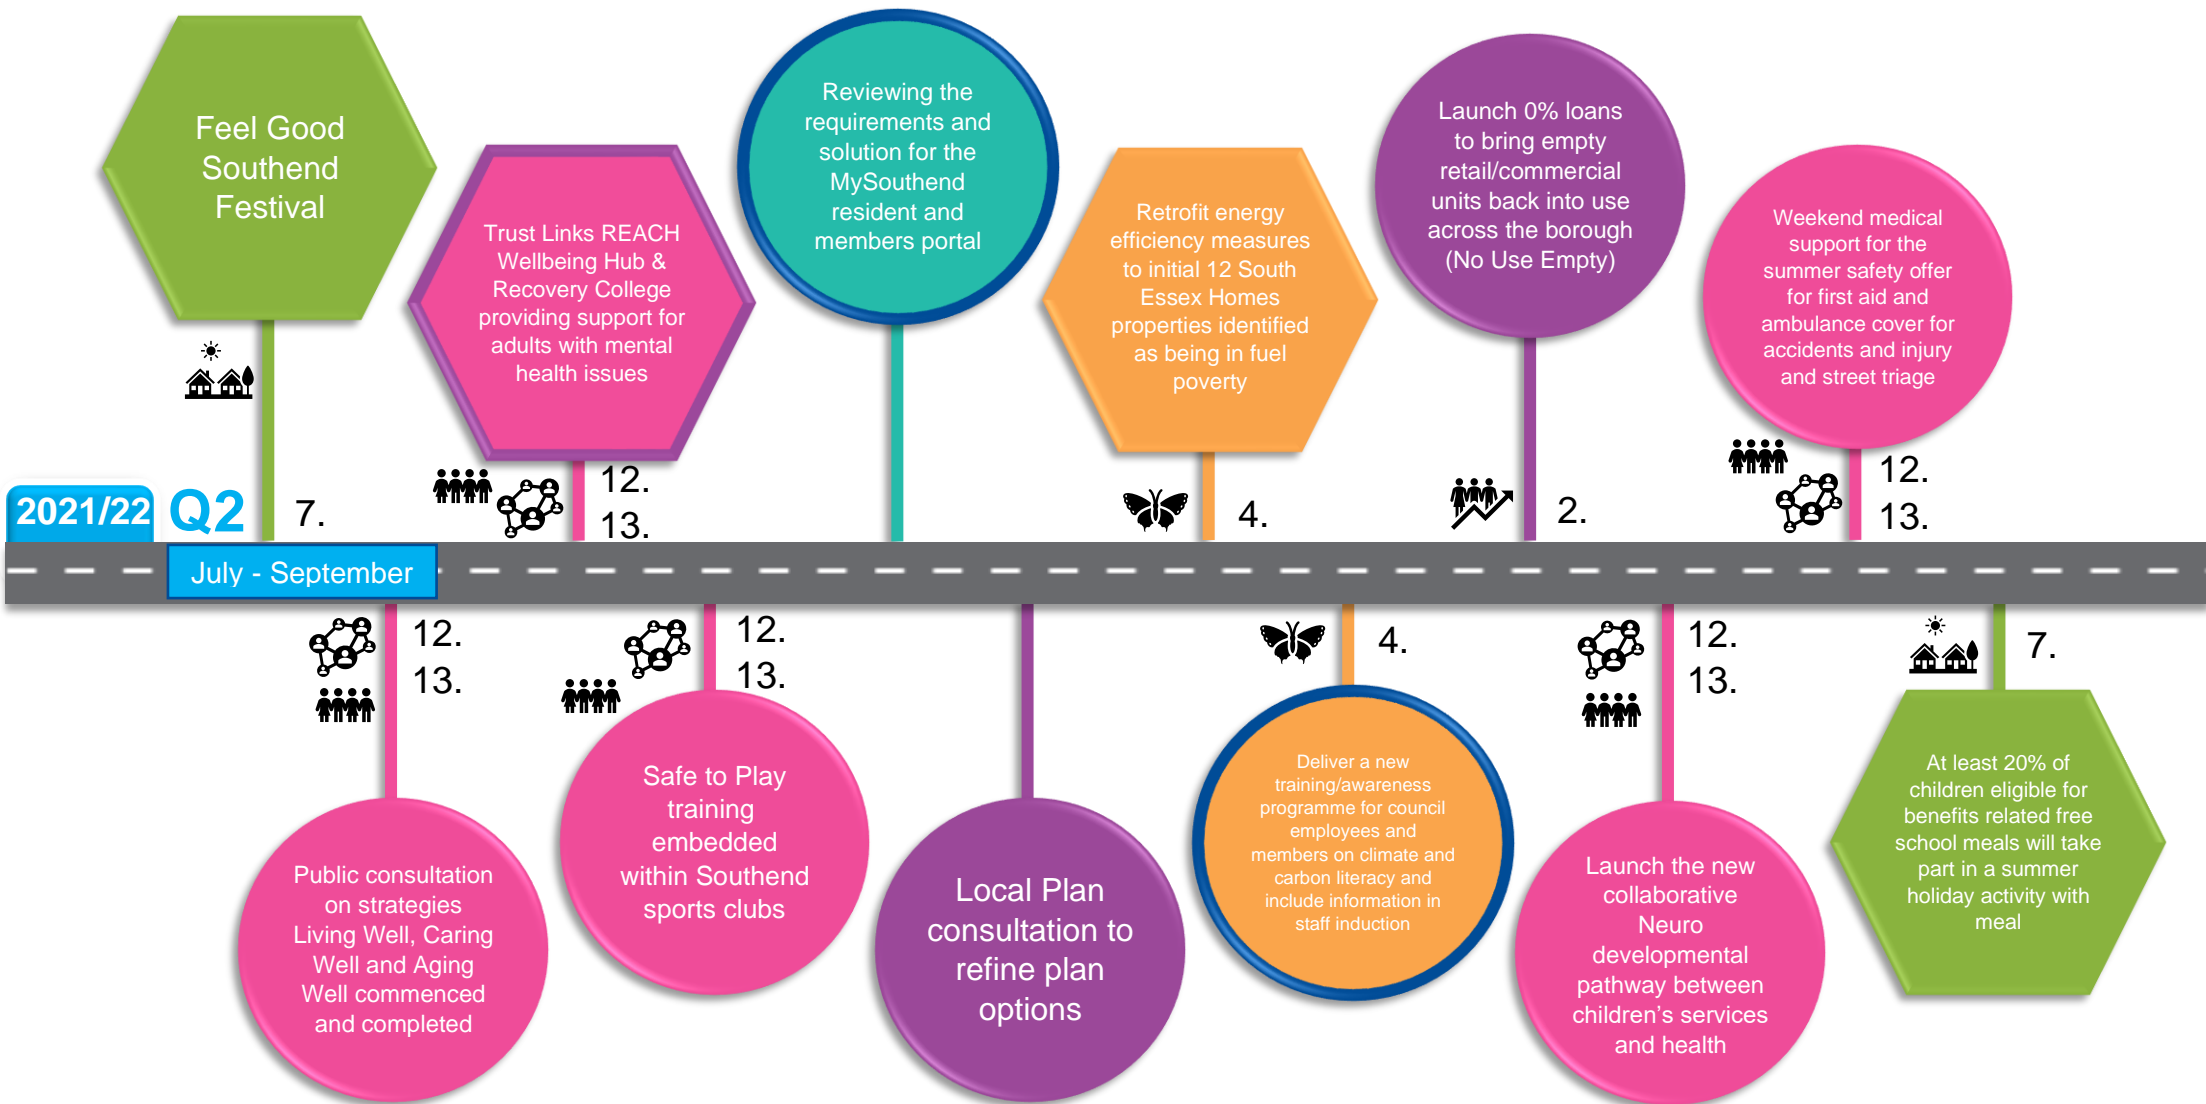 Feel Good
Southend
Festival
7.
Trust Links REACH
Wellbeing Hub &
Recovery College
providing support for
adults with mental
health issues
12.
13.
Reviewing the
requirements and
solution for the
MySouthend
resident and
members portal
Retrofit energy
efficiency measures
to initial 12 South
Essex Homes
properties identified
as being in fuel
poverty
4.
Launch 0% loans
to bring empty
retail/commercial
units back into use
across the borough
(No Use Empty)
2.
Weekend medical
support for the
summer safety offer
for first aid and
ambulance cover for
accidents and injury
and street triage
12.
13.
2021/22
Q2
July - September
12.
13.
Public consultation
on strategies
Living Well, Caring
Well and Aging
Well commenced
and completed
12.
13.
Safe to Play
training
embedded
within Southend
sports clubs
Local Plan
consultation to
refine plan
options
4.
Deliver a new
training/awareness
programme for council
employees and
members on climate and
carbon literacy and
include information in
staff induction
12.
13.
Launch the new
collaborative
Neuro
developmental
pathway between
children’s services
and health
7.
At least 20% of
children eligible for
benefits related free
school meals will take
part in a summer
holiday activity with
meal